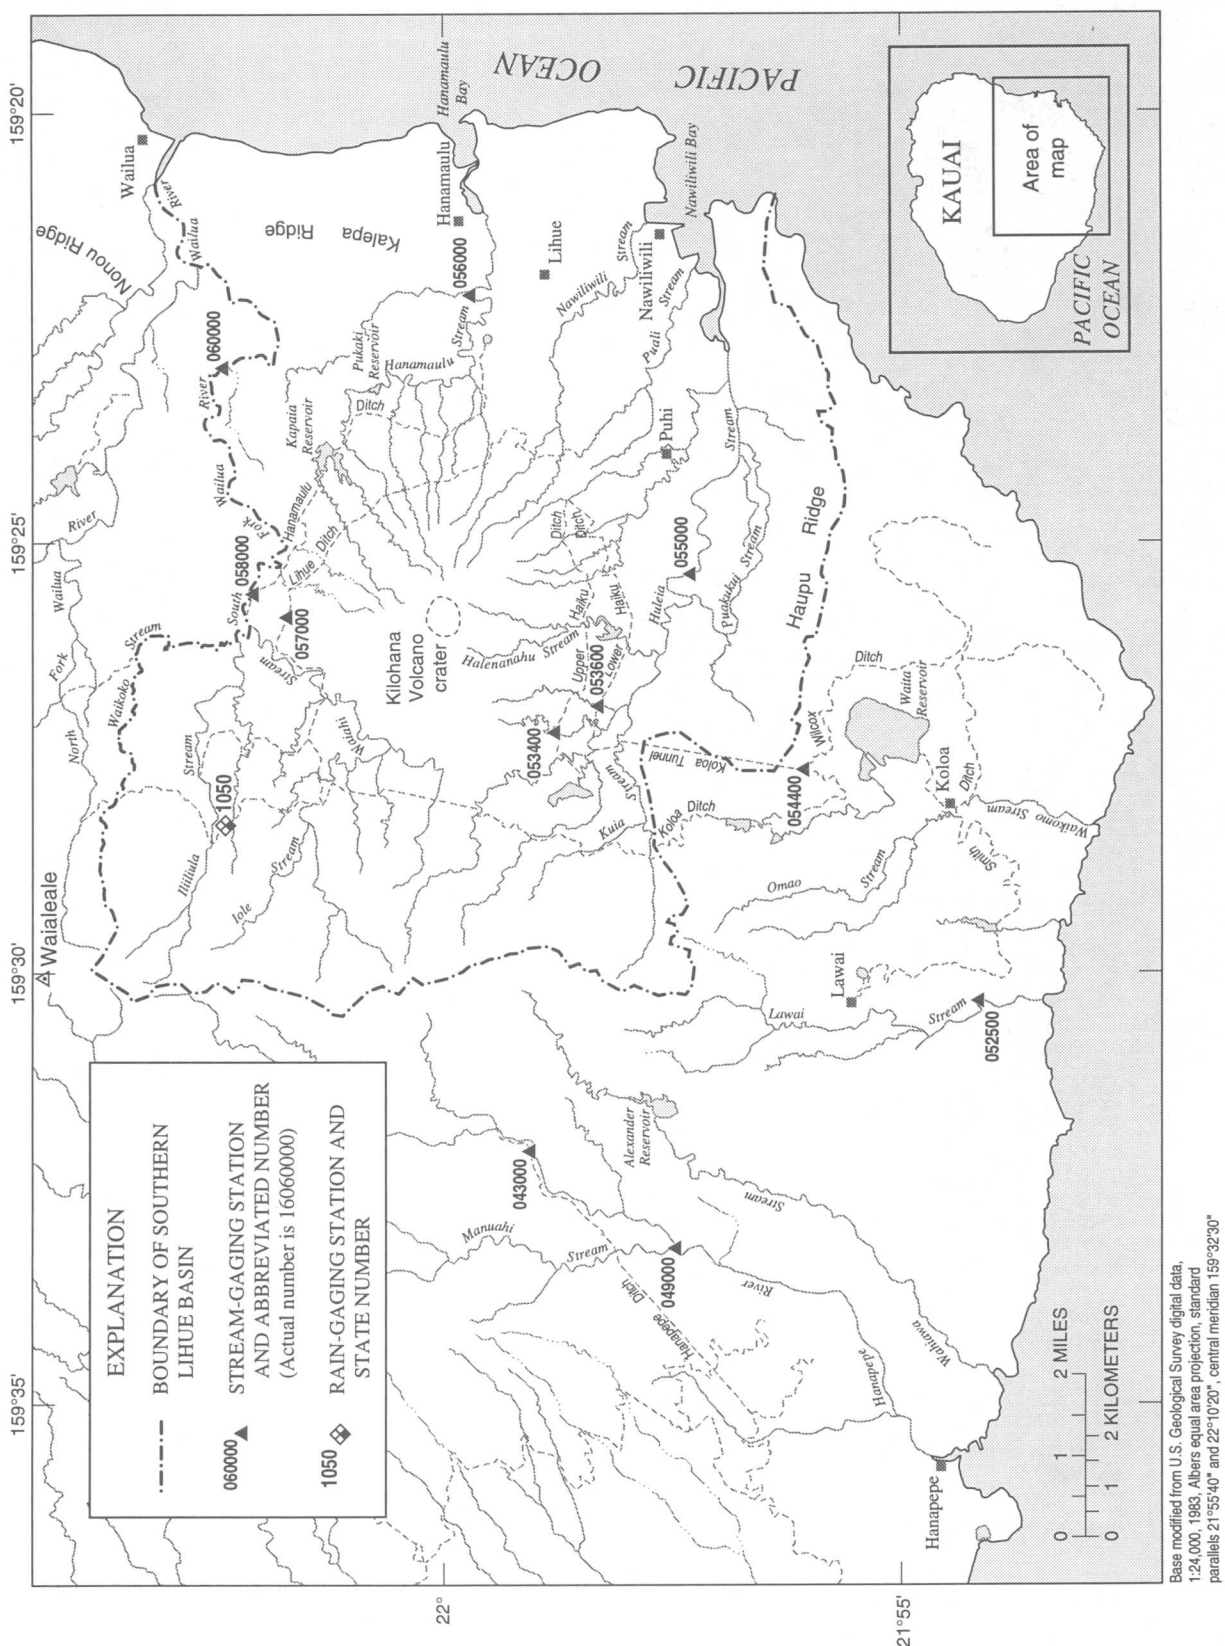 159°35'
159°30'
159°25'
159°20'
22°
21°55'
EXPLANATION
BOUNDARY OF SOUTHERN
LIHUE BASIN
060000
STREAM-GAGING STATION
AND ABBREVIATED NUMBER
(Actual number is 16060000)
1050
RAIN-GAGING STATION AND
STATE NUMBER
Waialeale
North
Fork
Wailua
River
Nonou Ridge
Wailua
Wailua
River
Waikoko
Stream
South
Fork
Wailua
River
060000
058000
057000
Iliiliula
Stream
1050
Iole
Stream
Waiahi
Stream
Hanamaulu
Ditch
Lihue
Kapaia
Reservoir
Pukaki
Reservoir
Ditch
Hanamaulu
Stream
056000
Kalepa
Ridge
Hanamaulu
Hanamaulu
Bay
PACIFIC
OCEAN
Kilohana
Volcano
crater
Halenanahu
Stream
Upper
Haiku
Ditch
Lower
Haiku
Ditch
053400
053600
Lihue
Nawiliwili
Stream
Nawiliwili
Nawiliwili Bay
Puali
Stream
Puhi
Huleia
Stream
055000
Puakukui
Stream
Haupu
Ridge
Kuia
Stream
Koloa
Ditch
Koloa Tunnel
054400
Wilcox
Ditch
Waita
Reservoir
Koloa
Ditch
Smith
Waikomo Stream
Omao
Stream
Lawai
Lawai
Stream
052500
Alexander
Reservoir
043000
Manuahi
Stream
049000
Hanapepe
Ditch
Hanapepe
River
Wahiawa
Stream
Hanapepe
0 1 2 MILES
0 1 2 KILOMETERS
KAUAI
Area of
map
PACIFIC
OCEAN
Base modified from U.S. Geological Survey digital data,
1:24,000, 1983, Albers equal area projection, standard
parallels 21°55'40" and 22°10'20", central meridian 159°32'30"